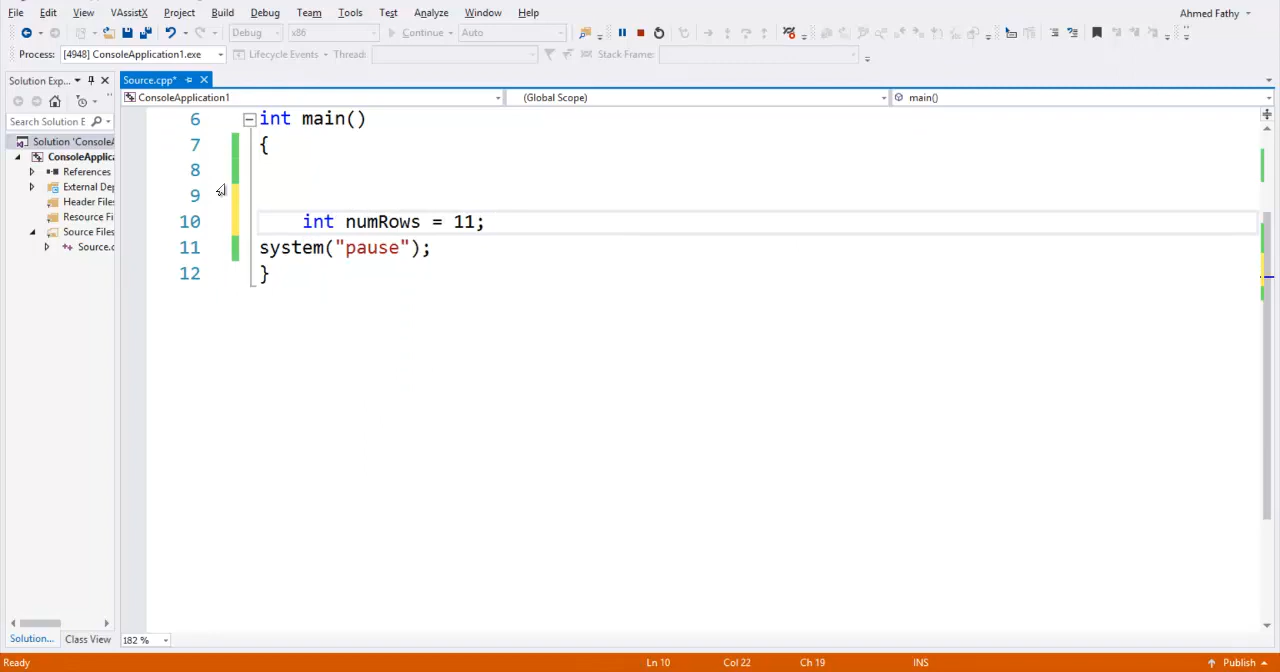 File Edit View VAssistX Project Build Debug Team Tools Test Analyze Window Help Ahmed Fathy
Debug x86 Continue Auto
Process: [4948] ConsoleApplication1.exe Lifecycle Events Thread: Stack Frame:
Solution Exp... Source.cpp*
ConsoleApplication1 (Global Scope) main()
Search Solution E
Solution 'ConsoleA
ConsoleApplica
References
External Dep
Header Files
Resource Fi
Source Files
Source.c
6 int main()
7 {
8
9
10 int numRows = 11;
11 system("pause");
12 }
Solution... Class View 182 %
Ready Ln 10 Col 22 Ch 19 INS Publish